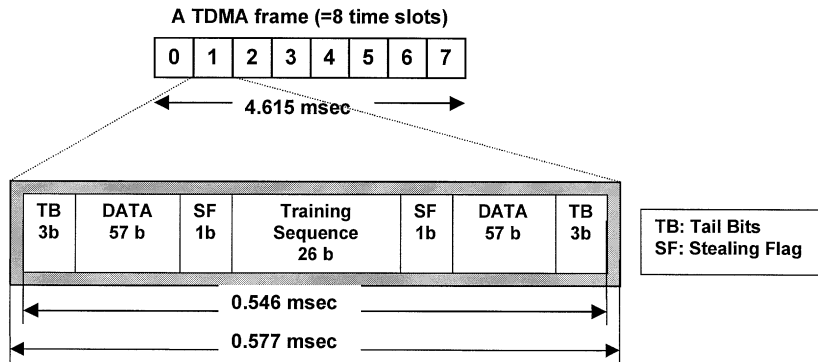 A TDMA frame (=8 time slots)
0 1 2 3 4 5 6 7
4.615 msec
TB DATA SF Training SF DATA TB
3b 57 b 1b Sequence 1b 57 b 3b
26 b
TB: Tail Bits
SF: Stealing Flag
0.546 msec
0.577 msec